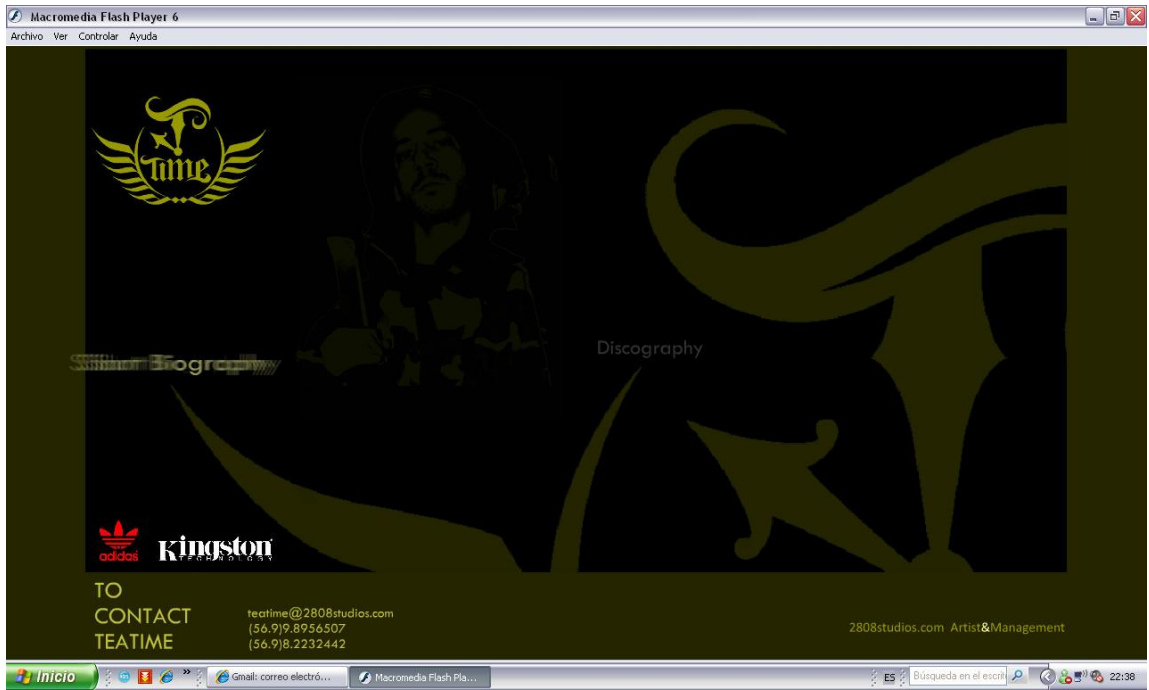 Macromedia Flash Player 6
Archivo Ver Controlar Ayuda
T
TIME
Discography
adidas
Kingston
TECHNOLOGY
TO
CONTACT
TEATIME
teatime@2808studios.com
(56.9)9.8956507
(56.9)8.2232442
2808studios.com Artist&Management
Inicio
Gmail: correo electró...
Macromedia Flash Pla...
ES
Búsqueda en el escrit
22:38